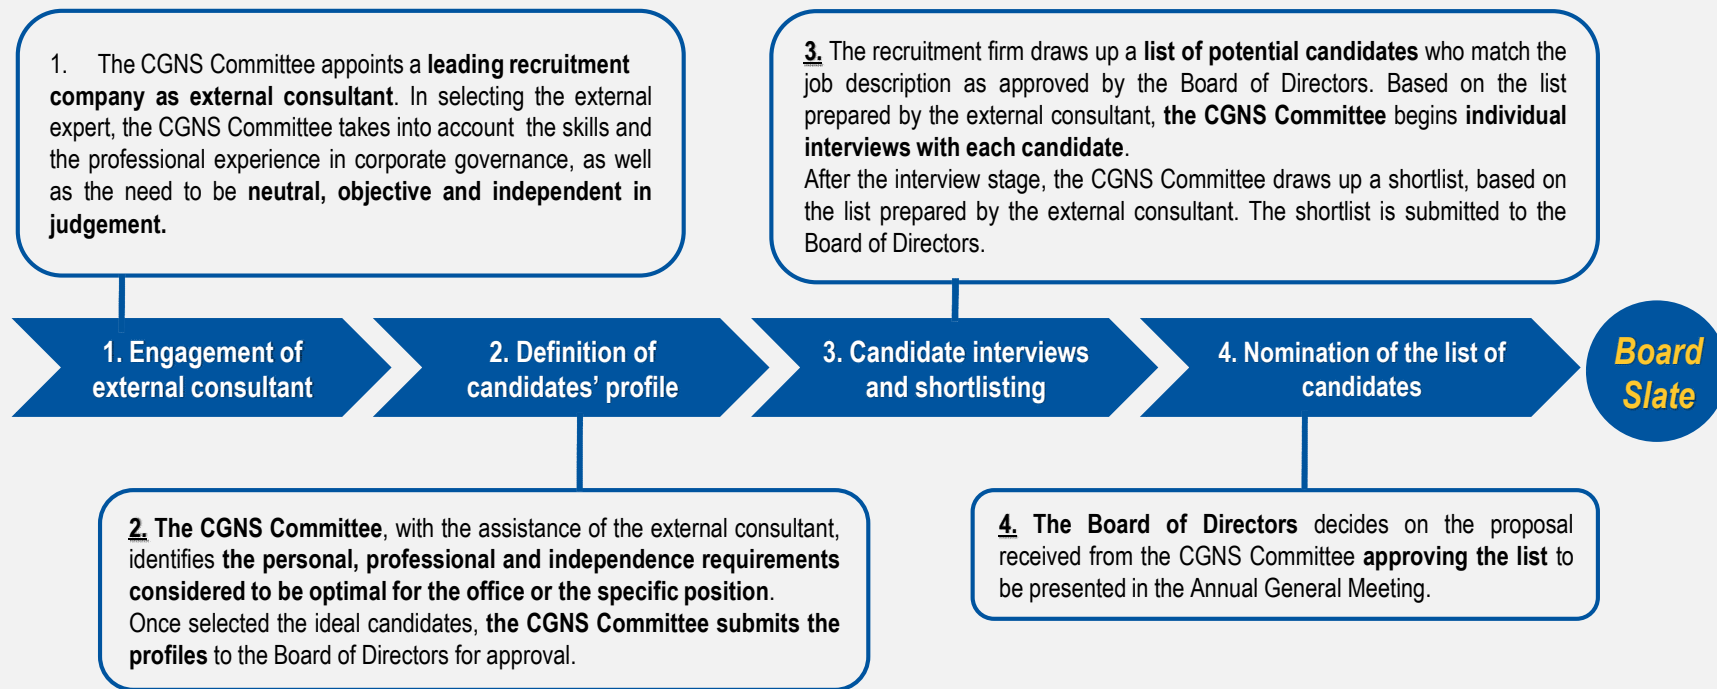 1. The CGNS Committee appoints a leading recruitment
company as external consultant. In selecting the external
expert, the CGNS Committee takes into account the skills and
the professional experience in corporate governance, as well
as the need to be neutral, objective and independent in
judgement.
3. The recruitment firm draws up a list of potential candidates who match the
job description as approved by the Board of Directors. Based on the list
prepared by the external consultant, the CGNS Committee begins individual
interviews with each candidate.
After the interview stage, the CGNS Committee draws up a shortlist, based on
the list prepared by the external consultant. The shortlist is submitted to the
Board of Directors.
1. Engagement of
external consultant
2. Definition of
candidates' profile
3. Candidate interviews
and shortlisting
4. Nomination of the list of
candidates
Board
Slate
2. The CGNS Committee, with the assistance of the external consultant,
identifies the personal, professional and independence requirements
considered to be optimal for the office or the specific position.
Once selected the ideal candidates, the CGNS Committee submits the
profiles to the Board of Directors for approval.
4. The Board of Directors decides on the proposal
received from the CGNS Committee approving the list to
be presented in the Annual General Meeting.